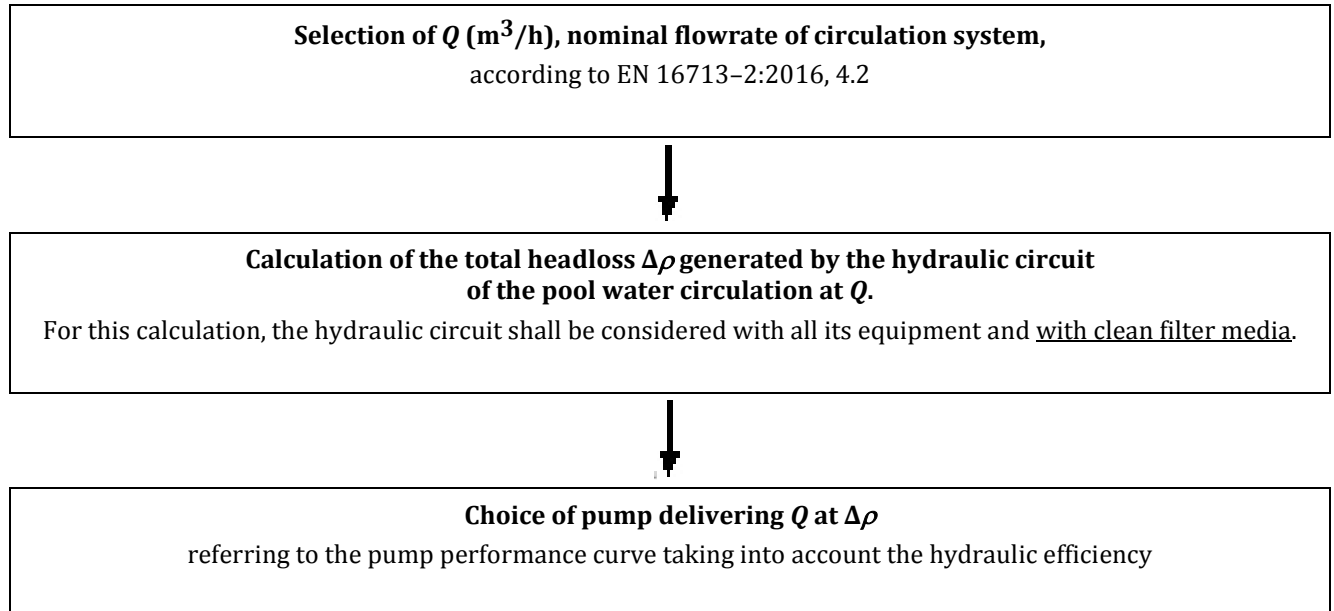 Selection of Q (m³/h), nominal flowrate of circulation system,
according to EN 16713–2:2016, 4.2
Calculation of the total headloss Δρ generated by the hydraulic circuit
of the pool water circulation at Q.
For this calculation, the hydraulic circuit shall be considered with all its equipment and with clean filter media.
Choice of pump delivering Q at Δρ
referring to the pump performance curve taking into account the hydraulic efficiency